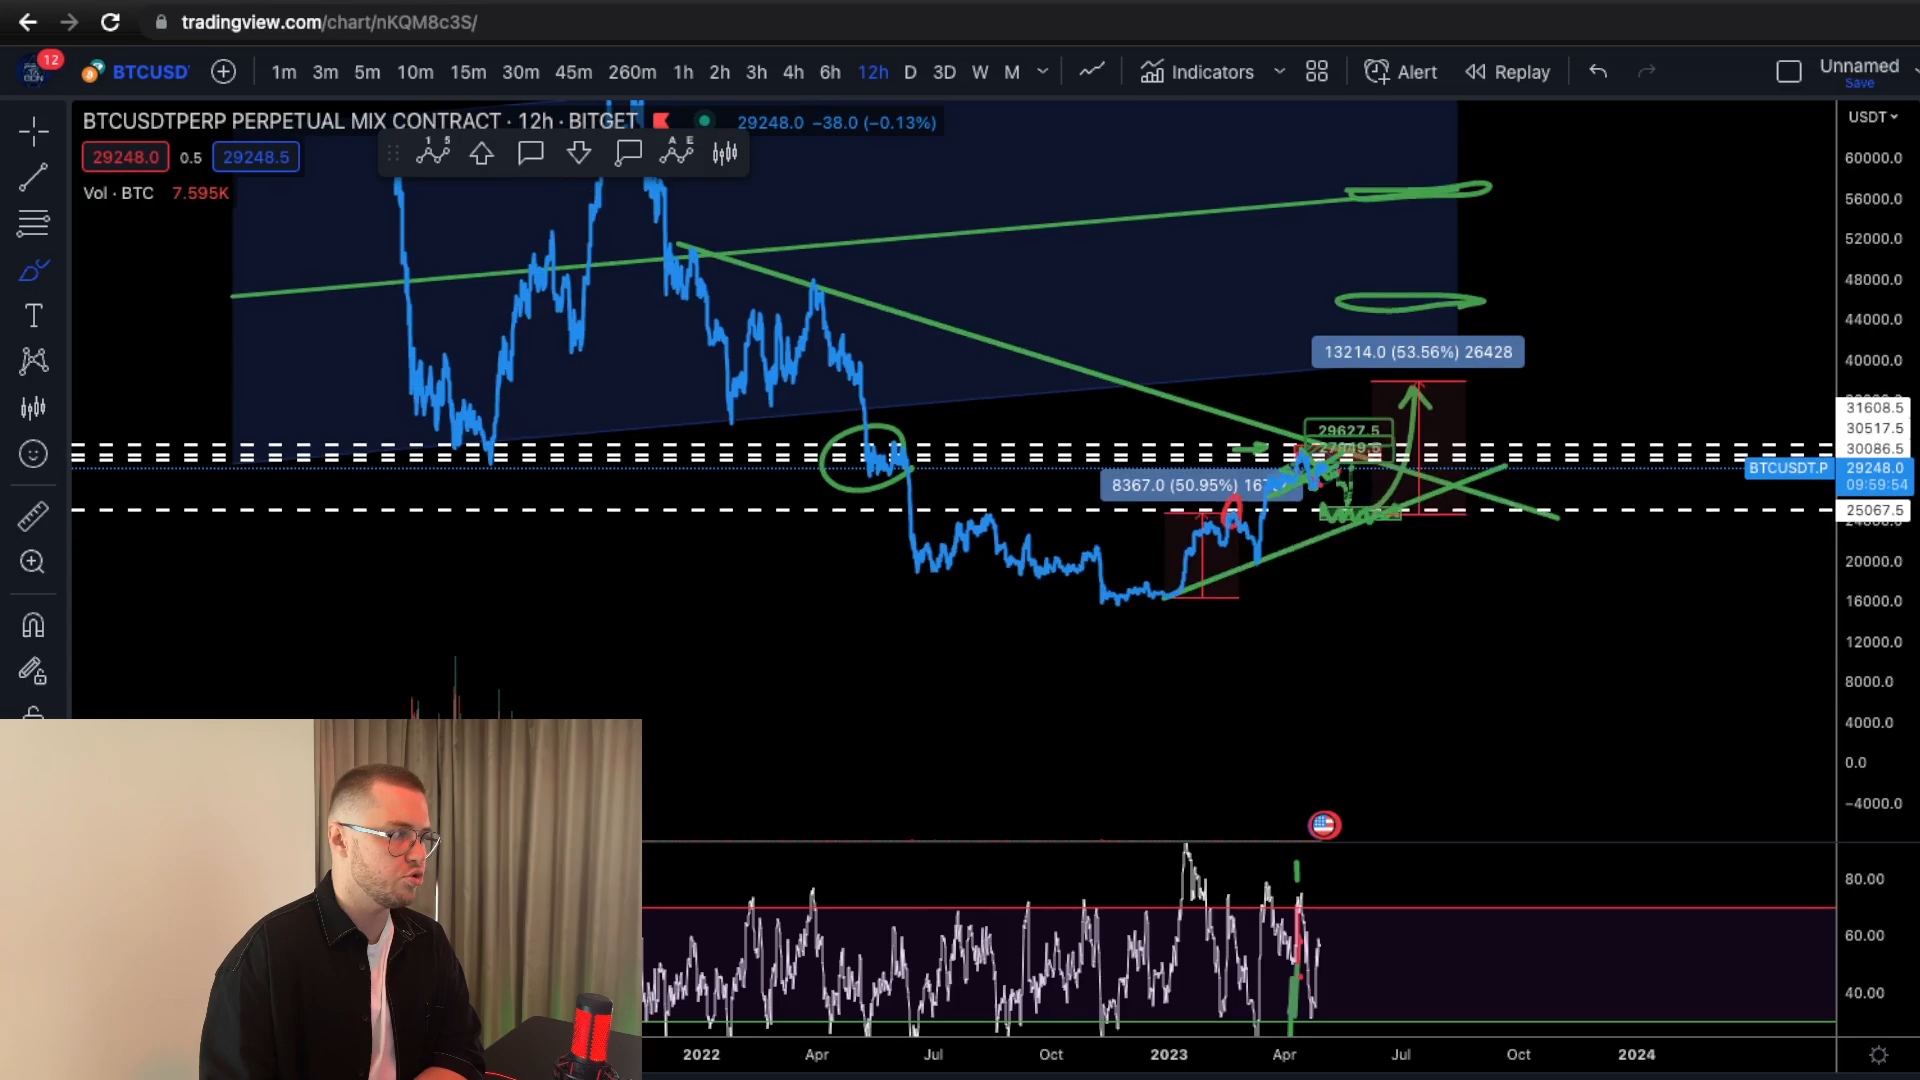 tradingview.com/chart/nKQM8c3S/
12
BTCUSD
1m 3m 5m 10m 15m 30m 45m 260m 1h 2h 3h 4h 6h 12h D 3D W M
Indicators
Alert
Replay
Unnamed
Save
BTCUSDTPERP PERPETUAL MIX CONTRACT · 12h · BITGET
29248.0 −38.0 (−0.13%)
29248.0 0.5 29248.5
Vol · BTC 7.595K
1 5
A E
USDT
60000.0
56000.0
52000.0
48000.0
44000.0
40000.0
31608.5
30517.5
30086.5
BTCUSDT.P 29248.0
09:59:54
25067.5
20000.0
16000.0
12000.0
8000.0
4000.0
0.0
−4000.0
13214.0 (53.56%) 26428
29627.5
8367.0 (50.95%)
80.00
60.00
40.00
2022 Apr Jul Oct 2023 Apr Jul Oct 2024